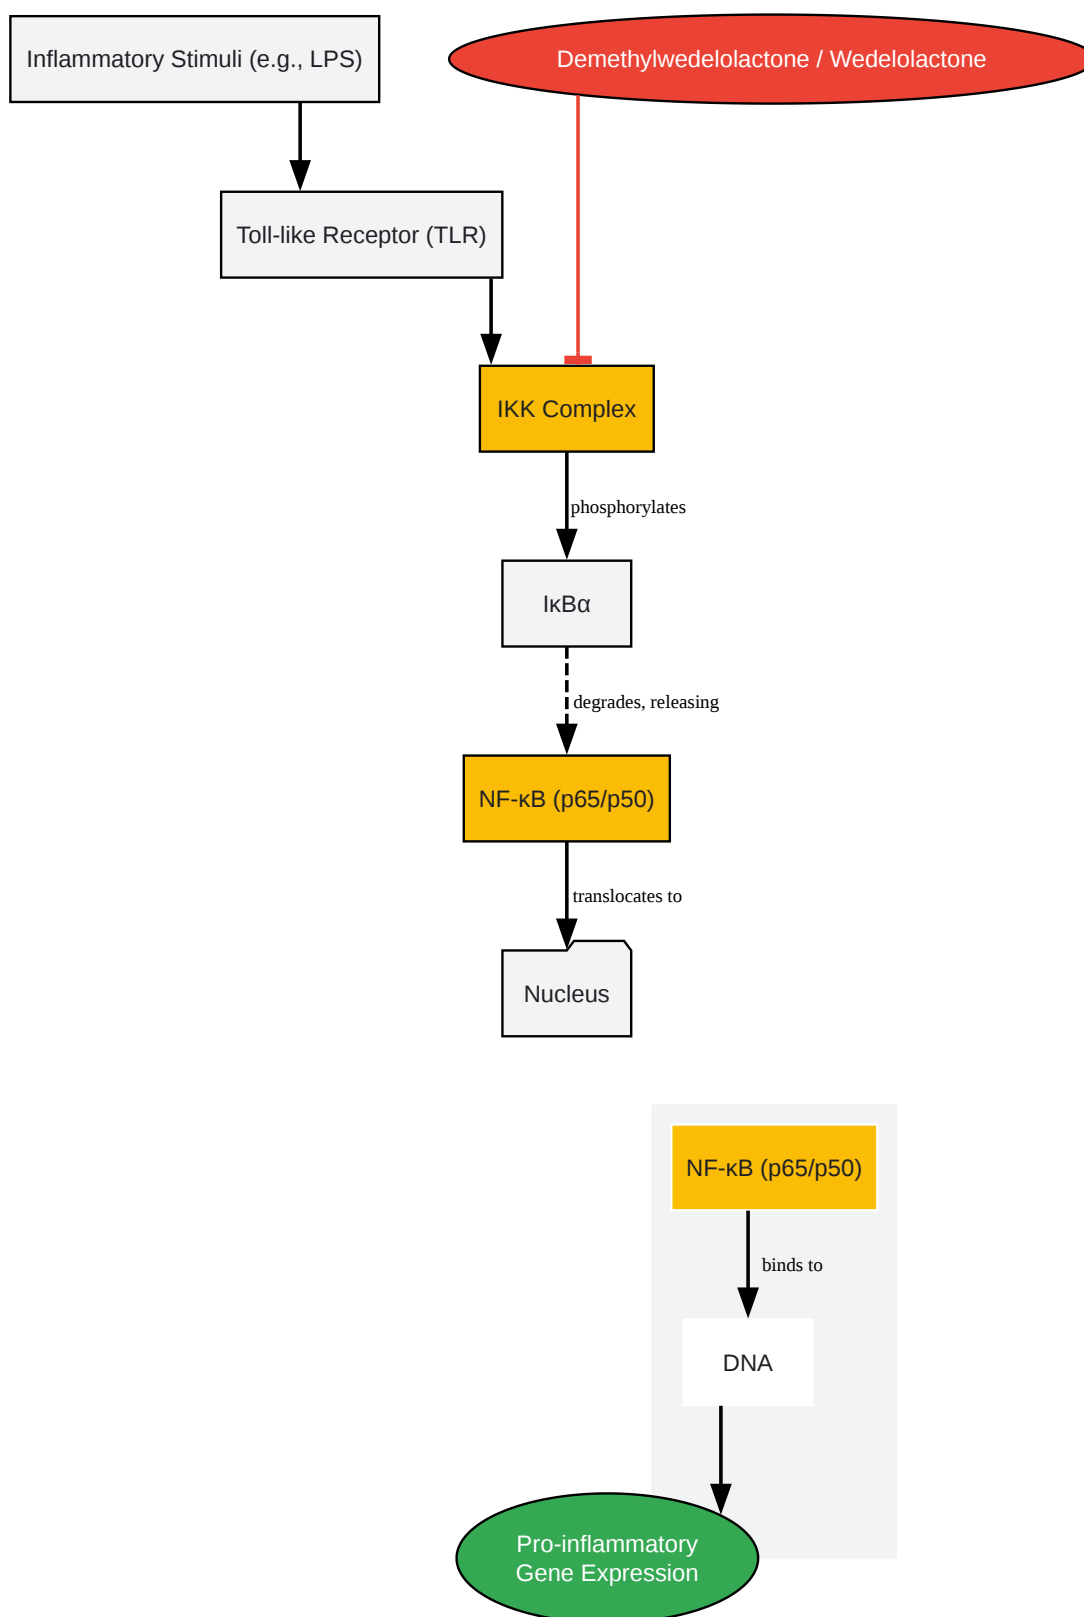 Inflammatory Stimuli (e.g., LPS)
Demethylwedelolactone / Wedelolactone
Toll-like Receptor (TLR)
IKK Complex
phosphorylates
IκBα
degrades, releasing
NF-κB (p65/p50)
translocates to
Nucleus
NF-κB (p65/p50)
binds to
DNA
Pro-inflammatory
Gene Expression